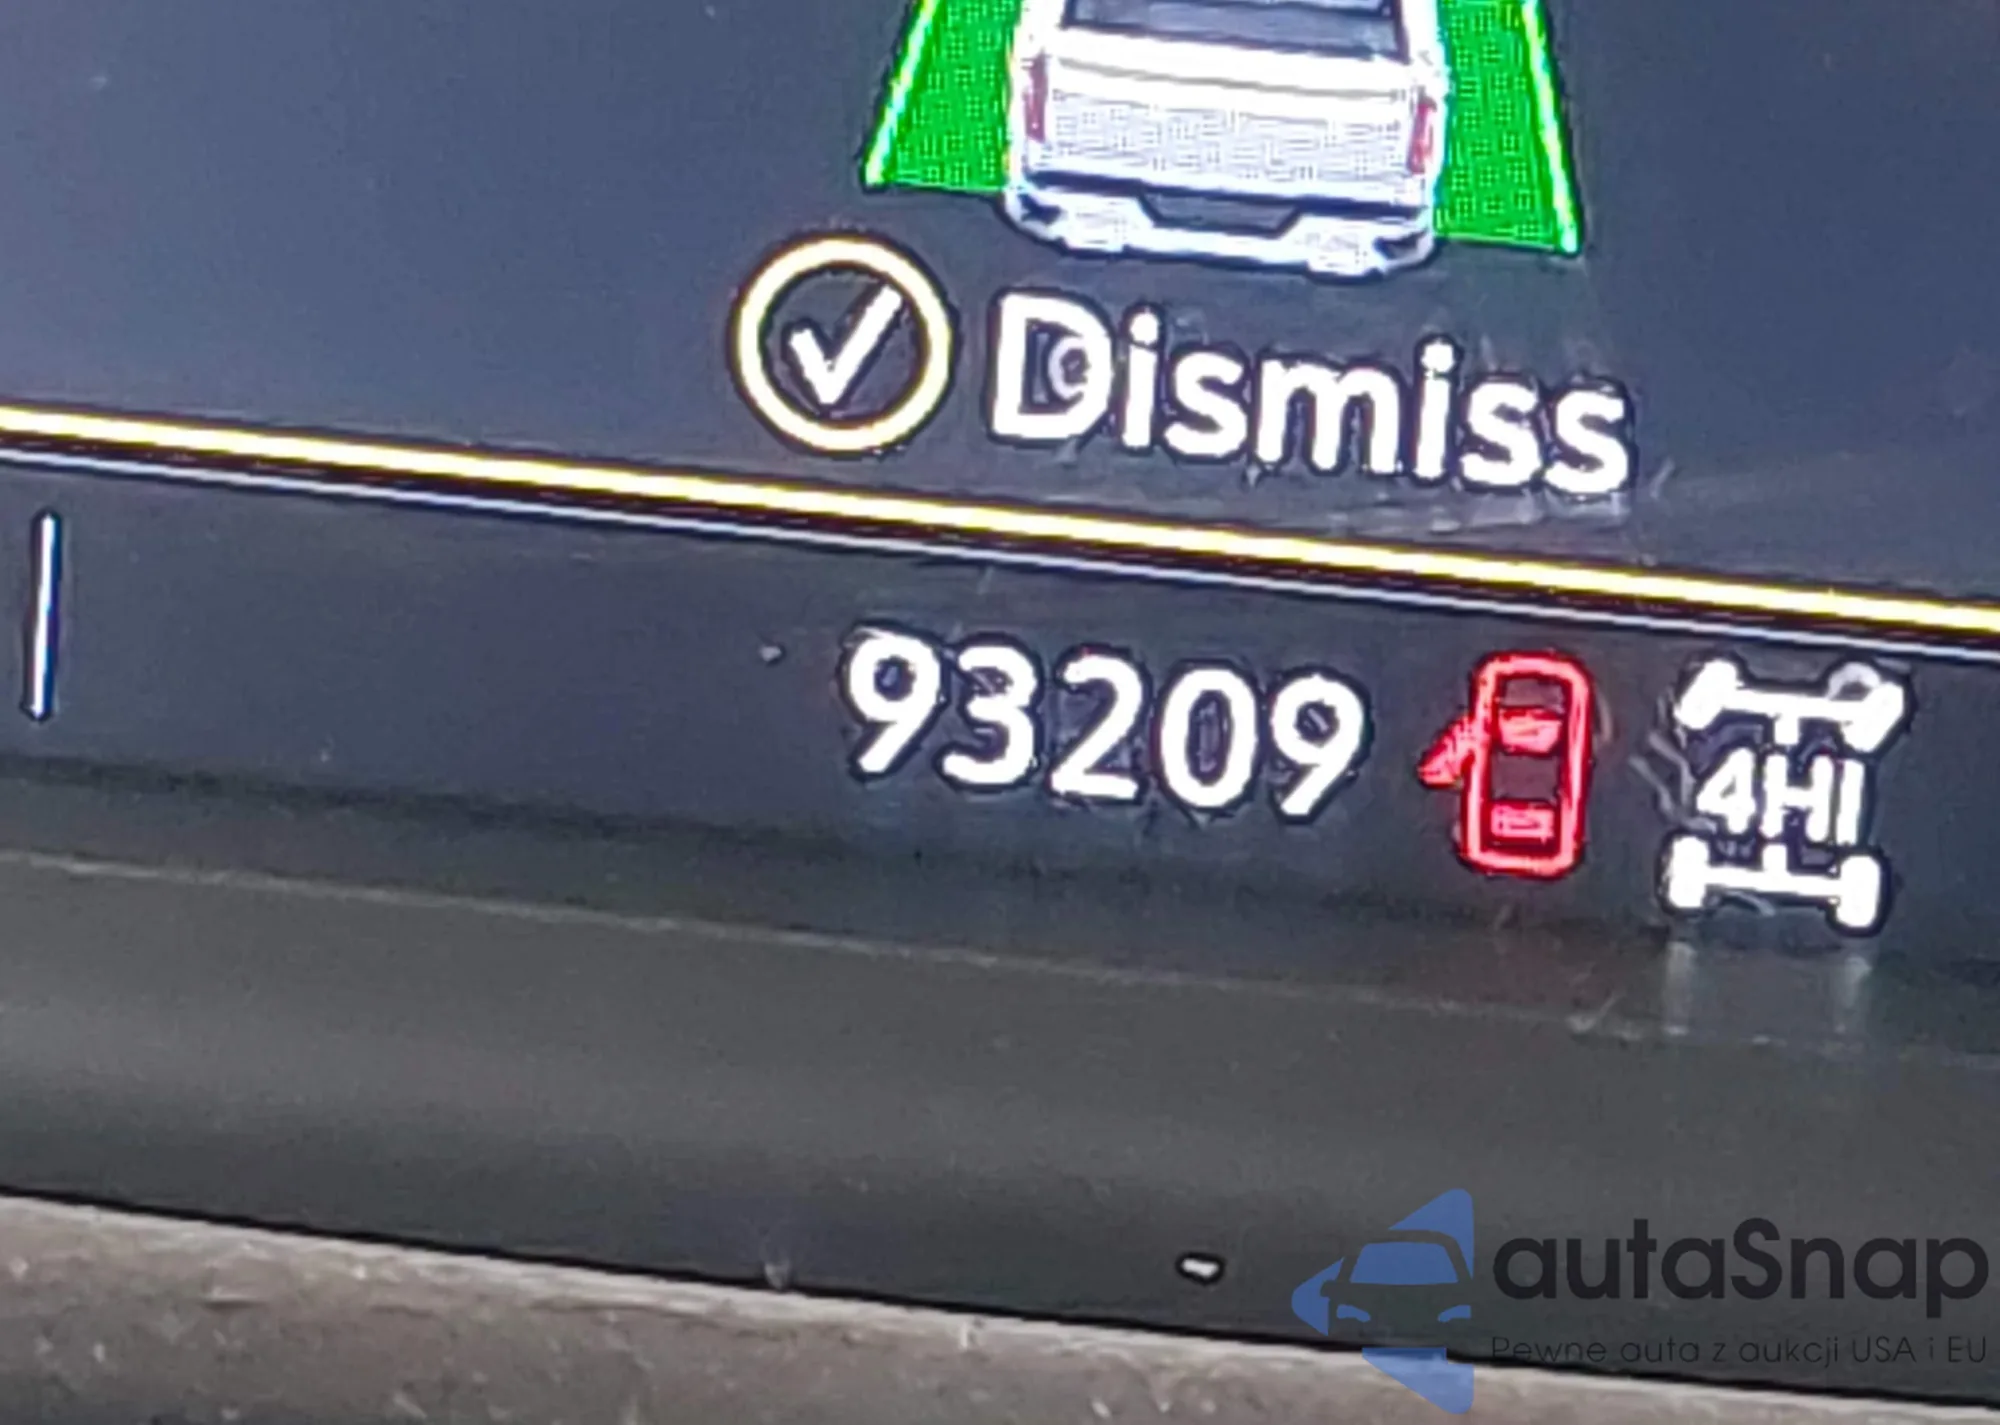 Dismiss
93209
4HI
autaSnap
Pewne auta z aukcji USA i EU